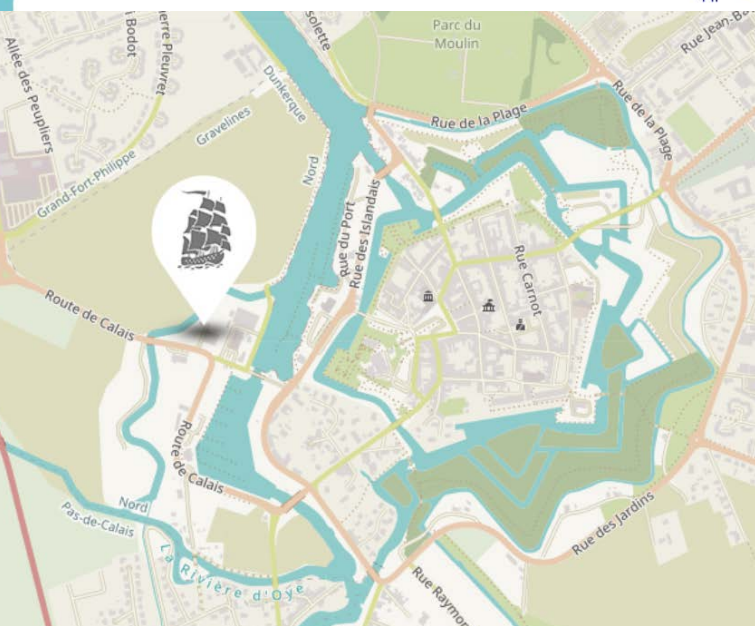 solette
Parc du
Moulin
Rue Jean-Ba
i Bodot
erre Pleuvret
Allée des Peupliers
Dunkerque
Gravelines
Grand-Fort-Philippe
Nord
Rue de la Plage
Rue de la Plage
Rue du Port
Rue des Islandais
Rue Carnot
Route de Calais
Route de Calais
Nord
Pas-de-Calais
La Rivière d'Oye
Rue des Jardins
Rue Raymon